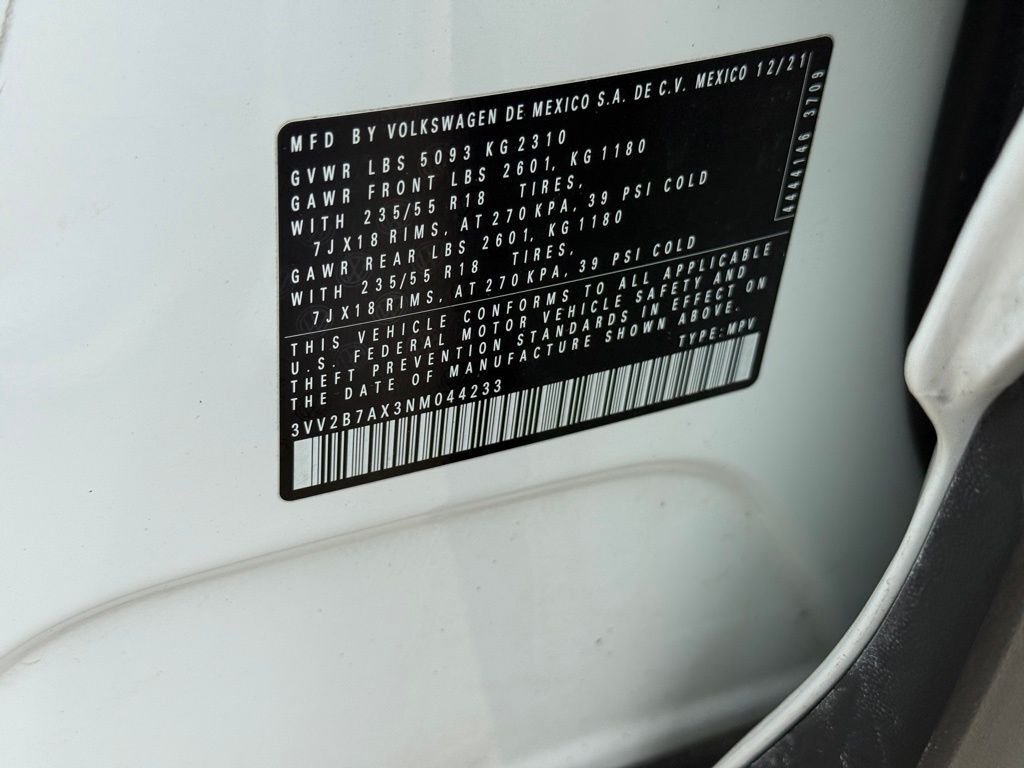 MFD BY VOLKSWAGEN DE MEXICO S.A. DE C.V. MEXICO 12/21
GVWR LBS 5093 KG 2310
GAWR FRONT LBS 2601, KG 1180
WITH 235/55 R18 TIRES,
7JX18 RIMS, AT 270 KPA, 39 PSI COLD
GAWR REAR LBS 2601, KG 1180
WITH 235/55 R18 TIRES,
7JX18 RIMS, AT 270 KPA, 39 PSI COLD
THIS VEHICLE CONFORMS TO ALL APPLICABLE
U.S. FEDERAL MOTOR VEHICLE SAFETY AND
THEFT PREVENTION STANDARDS IN EFFECT ON
THE DATE OF MANUFACTURE SHOWN ABOVE.
TYPE: MPV
3VV2B7AX3NM044233
4444146 3709